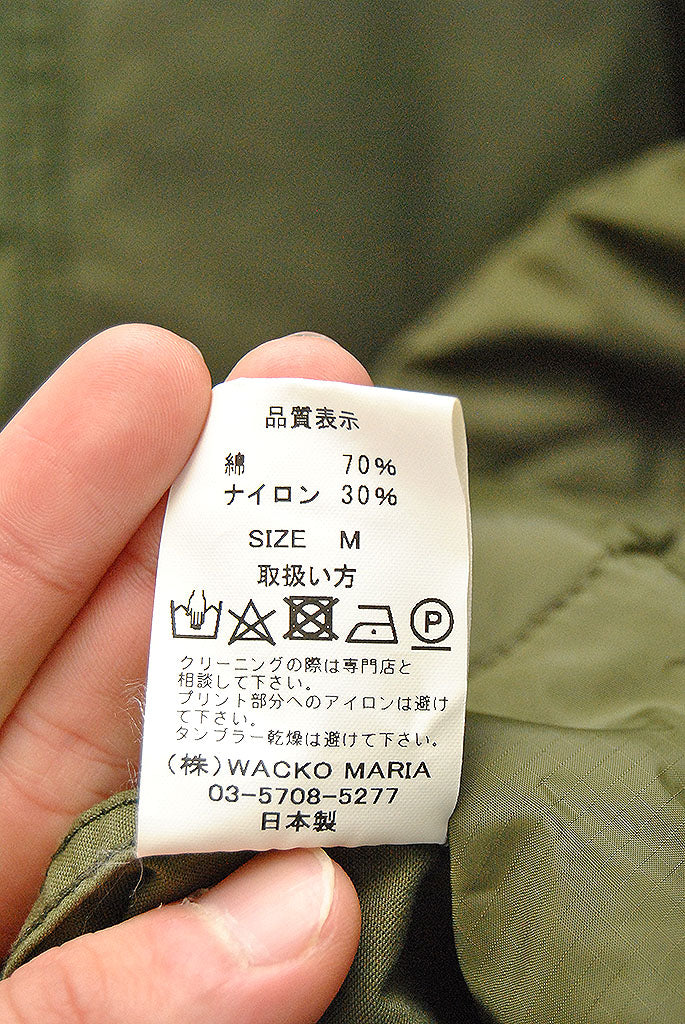 品質表示
綿 70%
ナイロン 30%
SIZE M
取扱い方
P
クリーニングの際は専門店と
相談して下さい。
プリント部分へのアイロンは避け
て下さい。
タンブラー乾燥は避けて下さい。
(株)WACKO MARIA
03-5708-5277
日本製